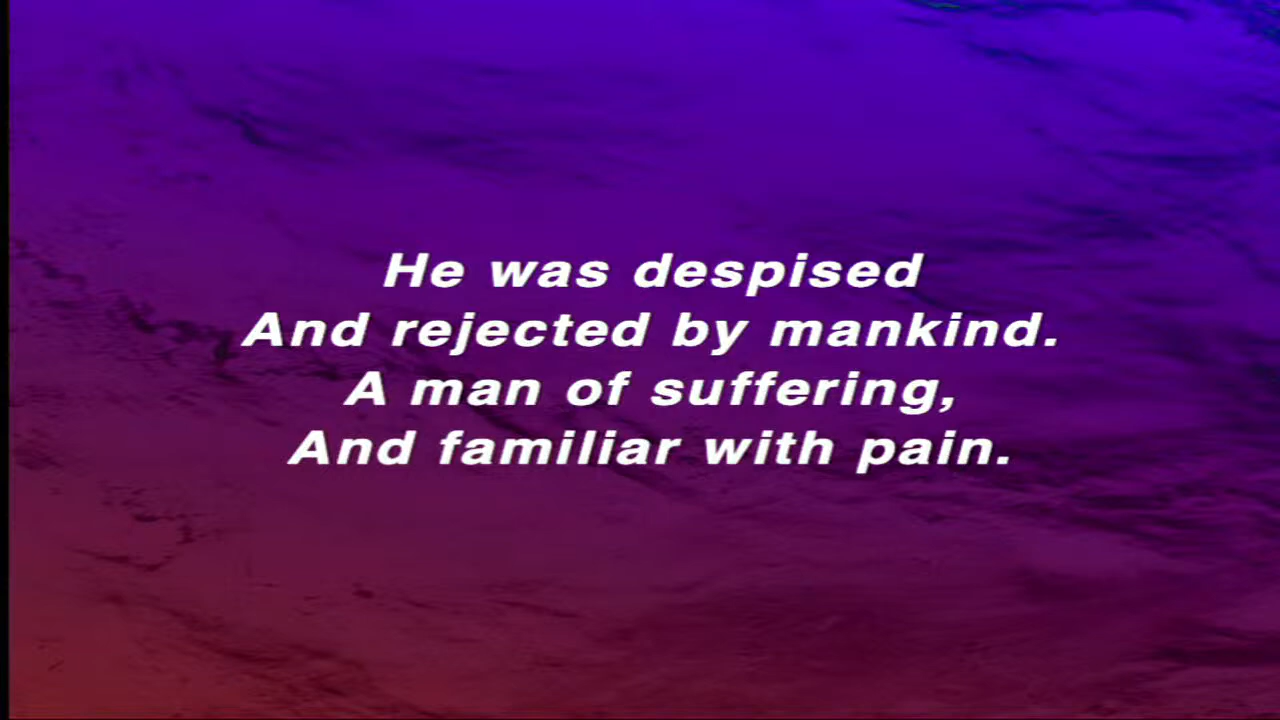 He was despised
And rejected by mankind.
A man of suffering,
And familiar with pain.